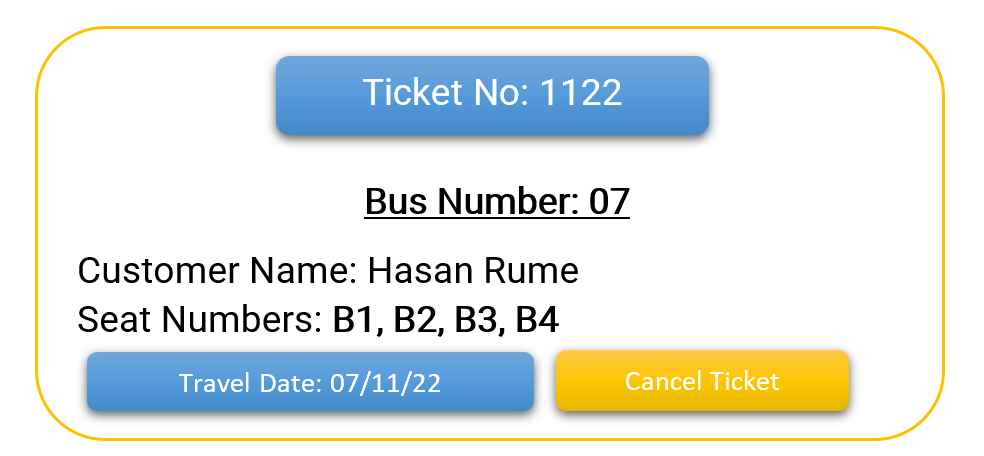 Ticket No: 1122
Bus Number: 07
Customer Name: Hasan Rume
Seat Numbers: B1, B2, B3, B4
Travel Date: 07/11/22
Cancel Ticket